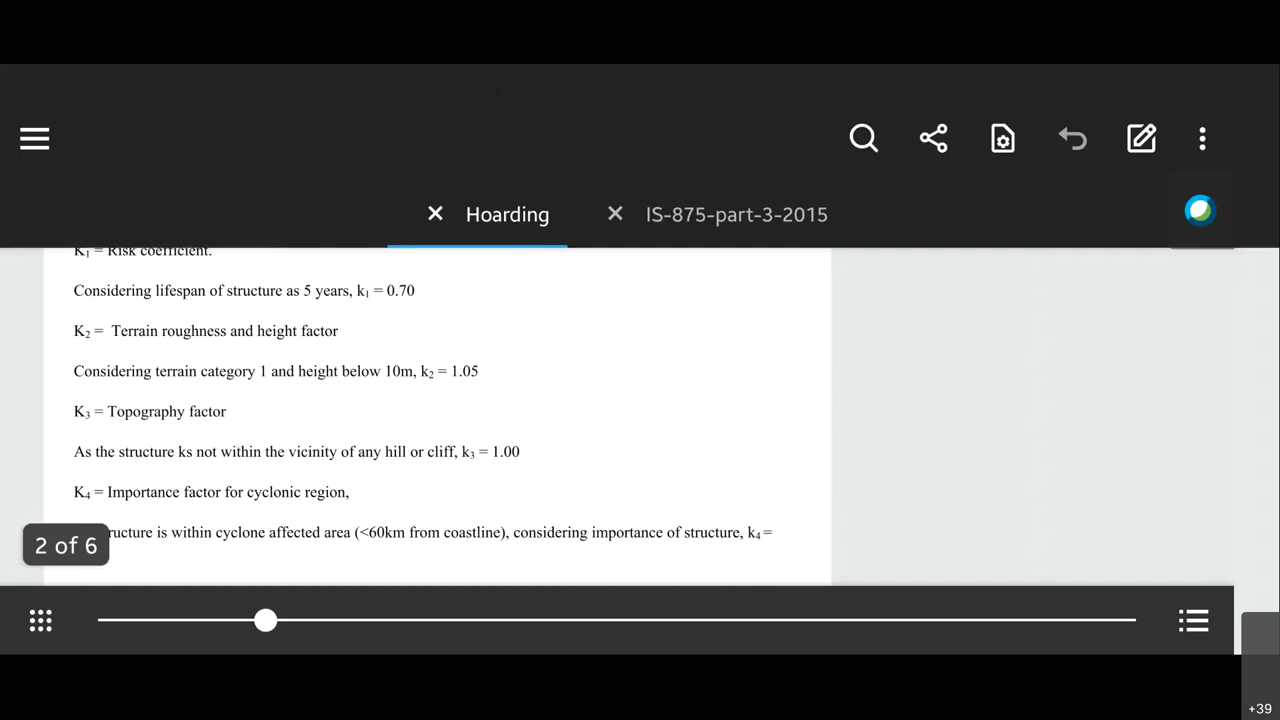 Hoarding
IS-875-part-3-2015
K₁ = Risk coefficient.
Considering lifespan of structure as 5 years, k₁ = 0.70
K₂ = Terrain roughness and height factor
Considering terrain category 1 and height below 10m, k₂ = 1.05
K₃ = Topography factor
As the structure ks not within the vicinity of any hill or cliff, k₃ = 1.00
K₄ = Importance factor for cyclonic region,
ructure is within cyclone affected area (<60km from coastline), considering importance of structure, k₄ =
2 of 6
+39